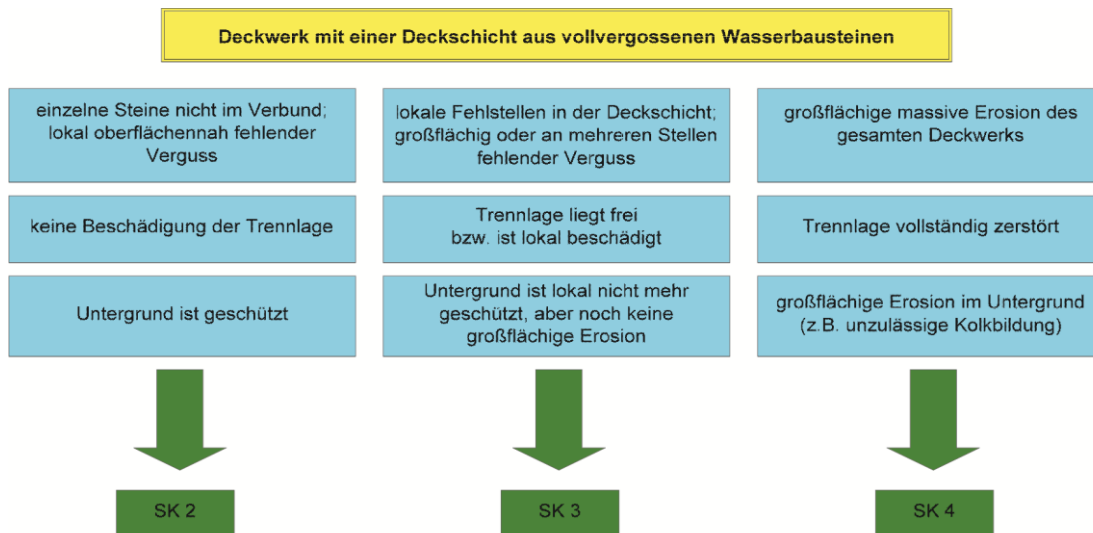 Deckwerk mit einer Deckschicht aus vollvergossenen Wasserbausteinen
einzelne Steine nicht im Verbund;
lokal oberflächennah fehlender
Verguss
keine Beschädigung der Trennlage
Untergrund ist geschützt
SK 2
lokale Fehlstellen in der Deckschicht;
großflächig oder an mehreren Stellen
fehlender Verguss
Trennlage liegt frei
bzw. ist lokal beschädigt
Untergrund ist lokal nicht mehr
geschützt, aber noch keine
großflächige Erosion
SK 3
großflächige massive Erosion des
gesamten Deckwerks
Trennlage vollständig zerstört
großflächige Erosion im Untergrund
(z.B. unzulässige Kolkbildung)
SK 4